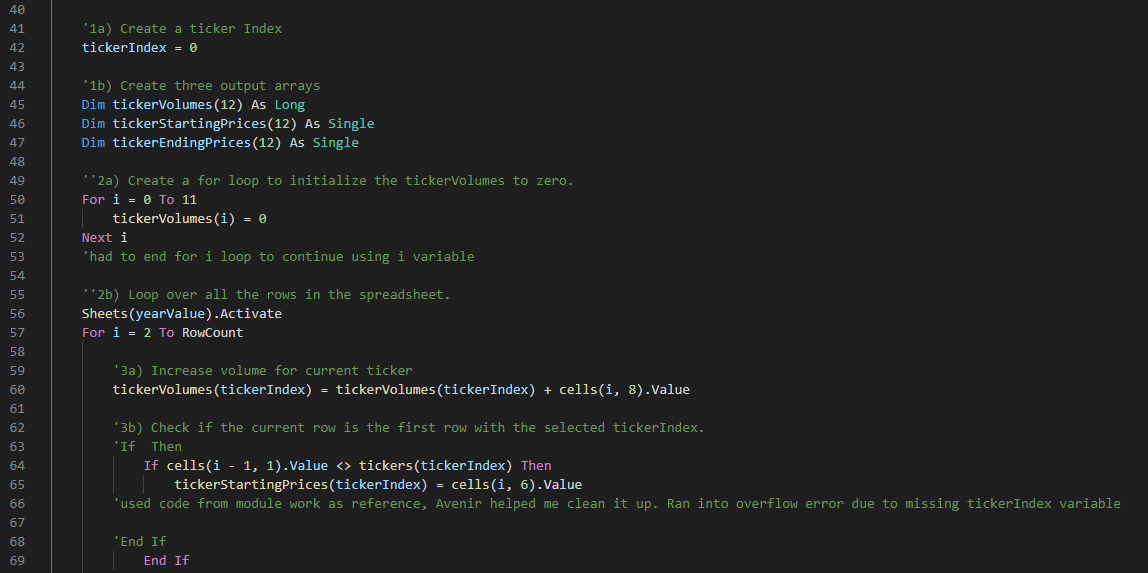 40
41 '1a) Create a ticker Index
42 tickerIndex = 0
43
44 '1b) Create three output arrays
45 Dim tickerVolumes(12) As Long
46 Dim tickerStartingPrices(12) As Single
47 Dim tickerEndingPrices(12) As Single
48
49 ''2a) Create a for loop to initialize the tickerVolumes to zero.
50 For i = 0 To 11
51 tickerVolumes(i) = 0
52 Next i
53 'had to end for i loop to continue using i variable
54
55 ''2b) Loop over all the rows in the spreadsheet.
56 Sheets(yearValue).Activate
57 For i = 2 To RowCount
58
59 '3a) Increase volume for current ticker
60 tickerVolumes(tickerIndex) = tickerVolumes(tickerIndex) + cells(i, 8).Value
61
62 '3b) Check if the current row is the first row with the selected tickerIndex.
63 'If  Then
64 If cells(i - 1, 1).Value <> tickers(tickerIndex) Then
65 tickerStartingPrices(tickerIndex) = cells(i, 6).Value
66 'used code from module work as reference, Avenir helped me clean it up. Ran into overflow error due to missing tickerIndex variable
67
68 'End If
69 End If